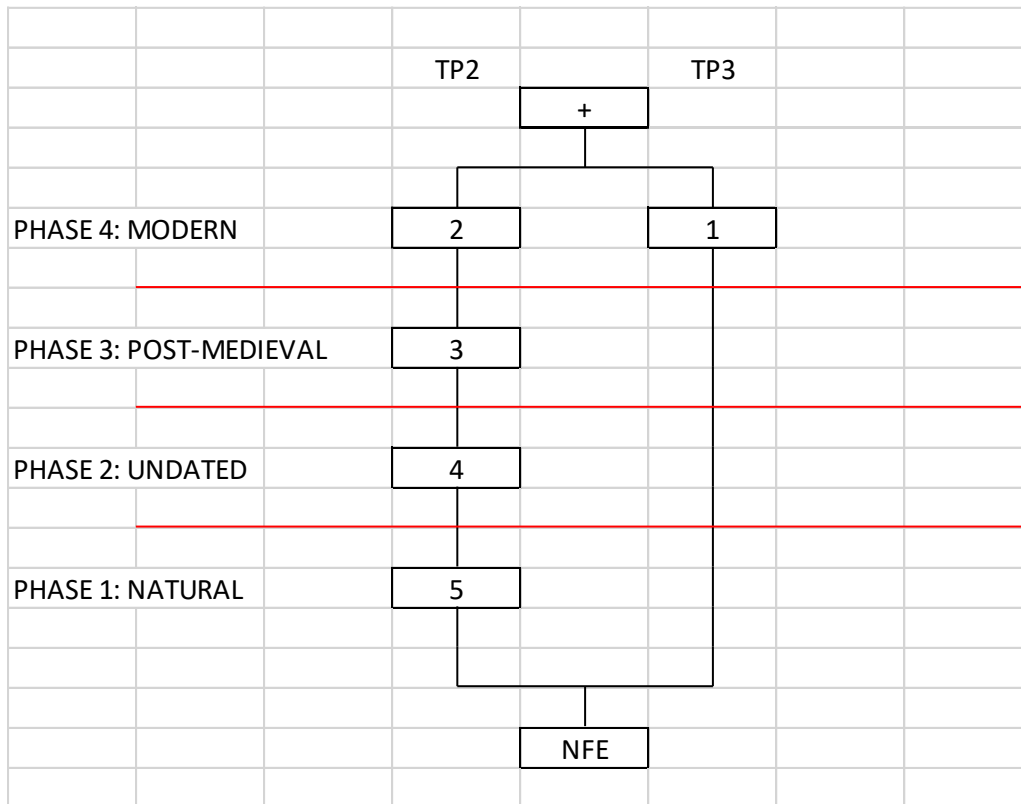 TP2 TP3
+
PHASE 4: MODERN 2 1
PHASE 3: POST-MEDIEVAL 3
PHASE 2: UNDATED 4
PHASE 1: NATURAL 5
NFE